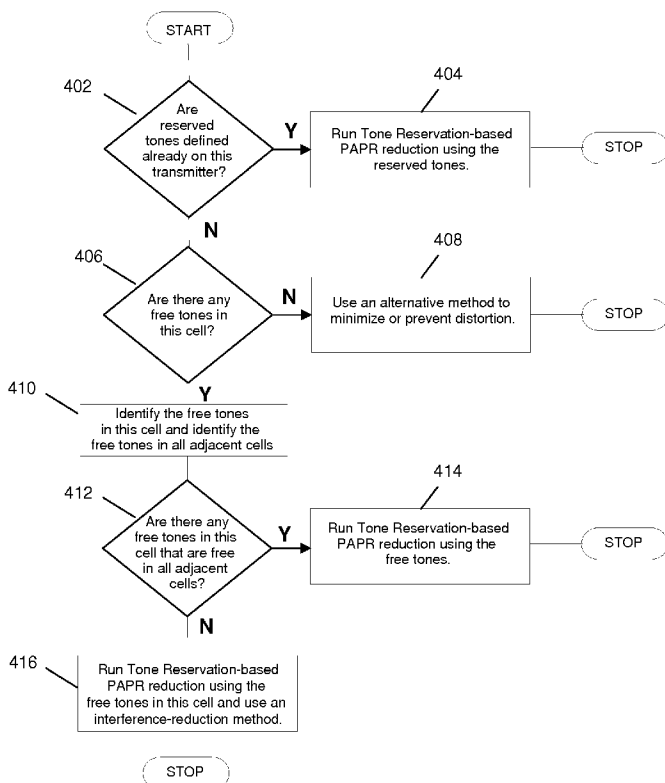 START
402
Are
reserved
tones defined
already on this
transmitter?
Y
404
Run Tone Reservation-based
PAPR reduction using the
reserved tones.
STOP
N
406
Are there any
free tones in
this cell?
N
408
Use an alternative method to
minimize or prevent distortion.
STOP
Y
410
Identify the free tones
in this cell and identify the
free tones in all adjacent cells
412
Are there any
free tones in this
cell that are free
in all adjacent
cells?
Y
414
Run Tone Reservation-based
PAPR reduction using the
free tones.
STOP
N
416
Run Tone Reservation-based
PAPR reduction using the
free tones in this cell and use an
interference-reduction method.
STOP